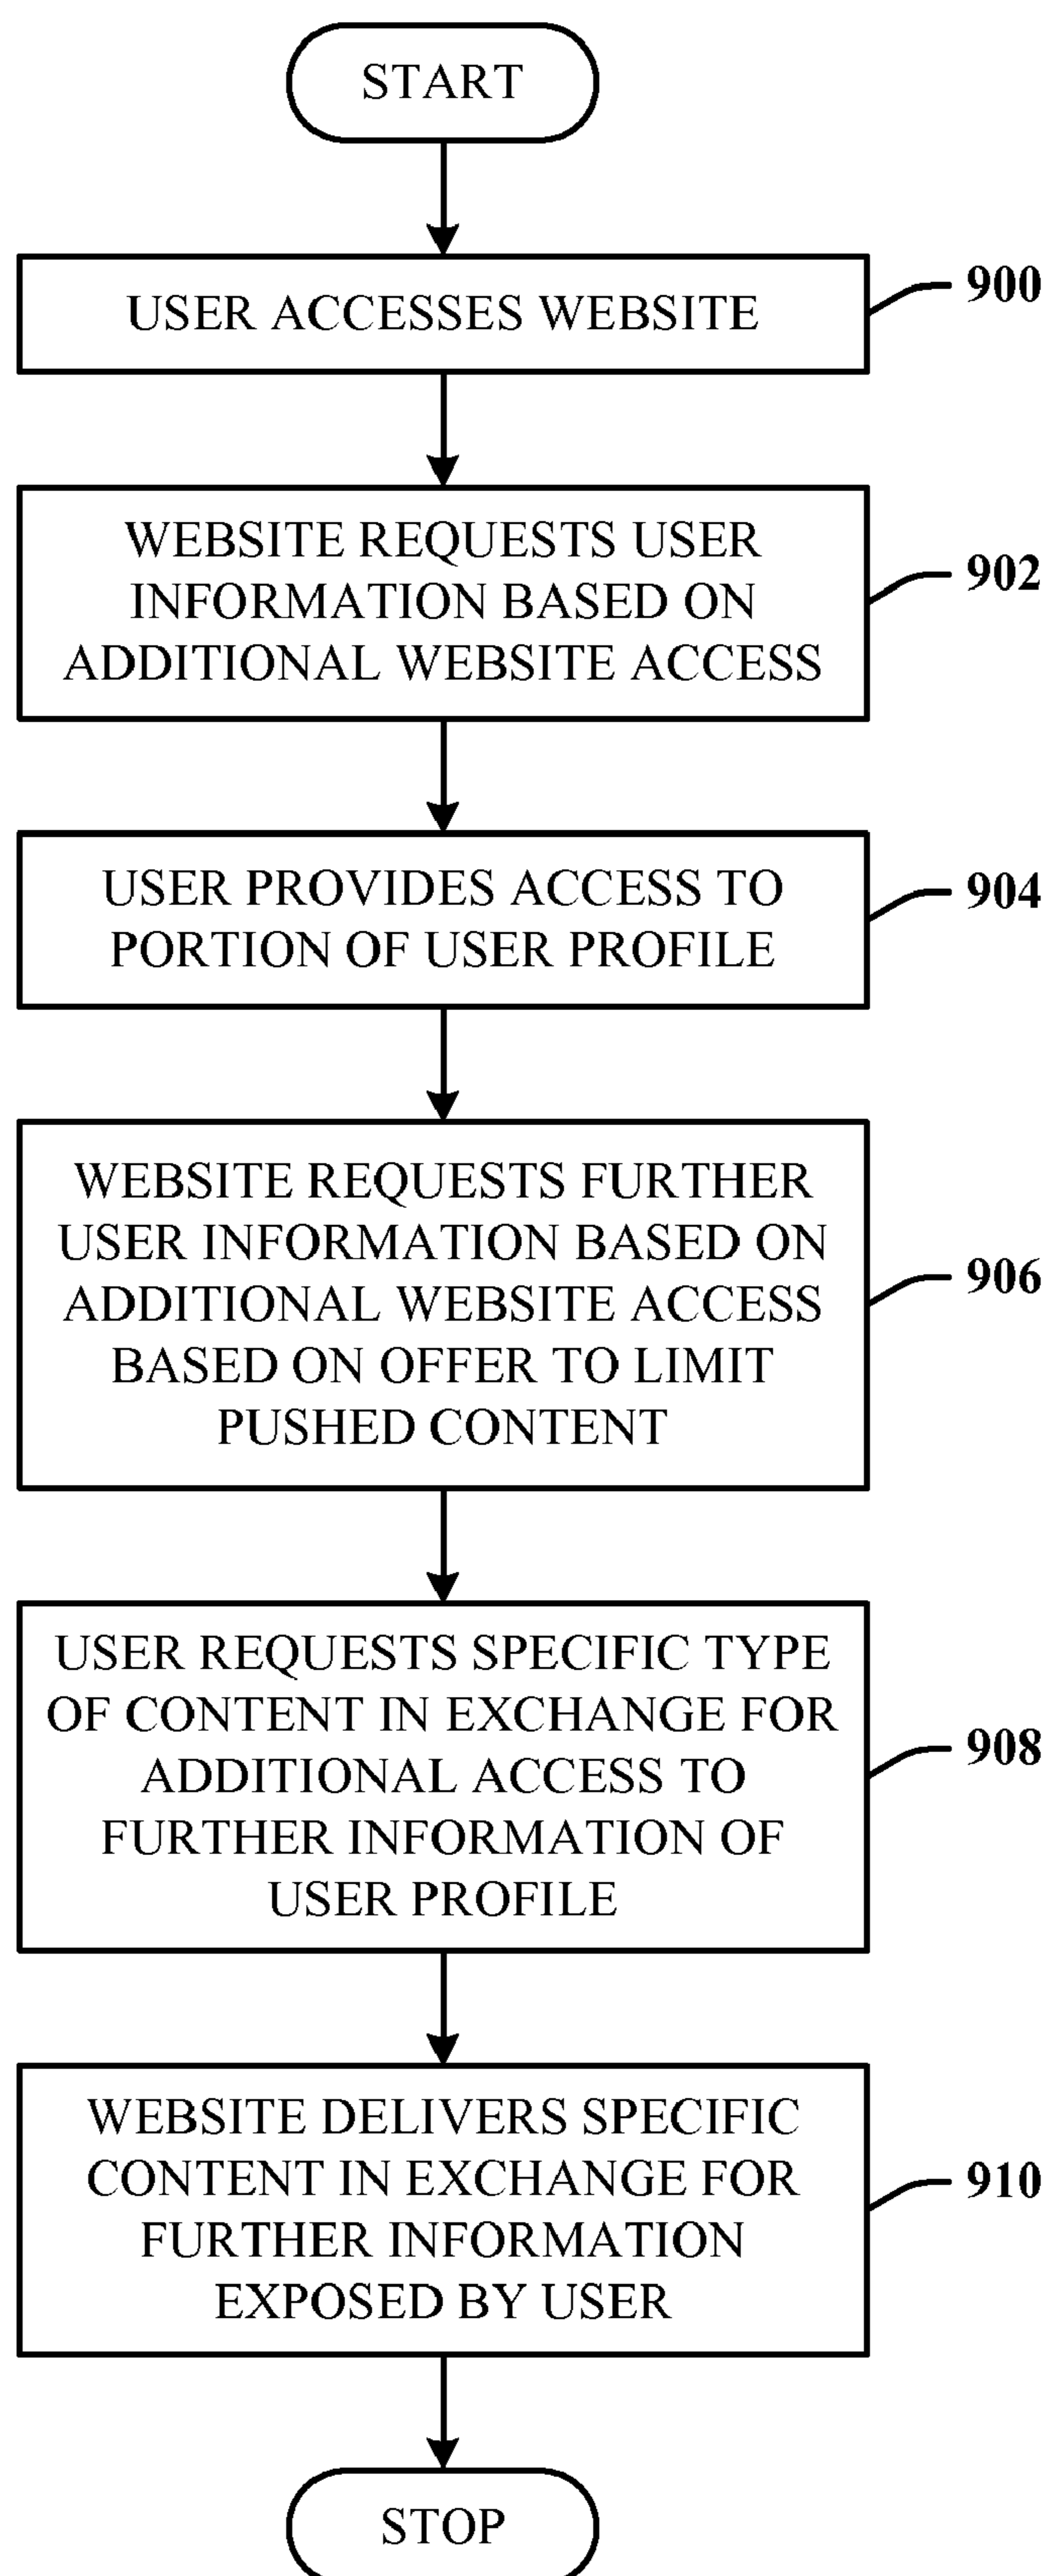 START
USER ACCESSES WEBSITE
900
WEBSITE REQUESTS USER
INFORMATION BASED ON
ADDITIONAL WEBSITE ACCESS
902
USER PROVIDES ACCESS TO
PORTION OF USER PROFILE
904
WEBSITE REQUESTS FURTHER
USER INFORMATION BASED ON
ADDITIONAL WEBSITE ACCESS
BASED ON OFFER TO LIMIT
PUSHED CONTENT
906
USER REQUESTS SPECIFIC TYPE
OF CONTENT IN EXCHANGE FOR
ADDITIONAL ACCESS TO
FURTHER INFORMATION OF
USER PROFILE
908
WEBSITE DELIVERS SPECIFIC
CONTENT IN EXCHANGE FOR
FURTHER INFORMATION
EXPOSED BY USER
910
STOP